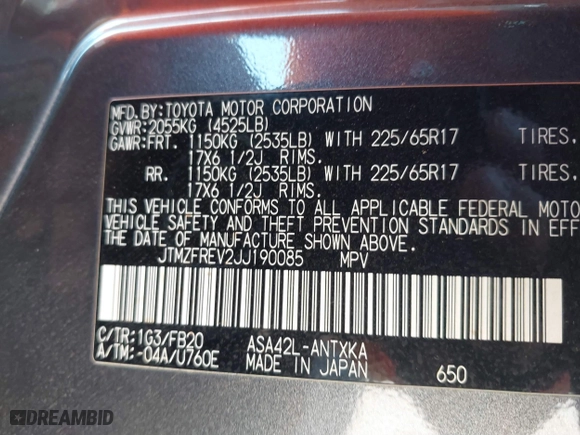 MFD.BY:TOYOTA MOTOR CORPORATION
GVWR:2055KG (4525LB)
GAWR:FRT. 1150KG (2535LB) WITH 225/65R17 TIRES,
17X6 1/2J RIMS.
RR. 1150KG (2535LB) WITH 225/65R17 TIRES,
17X6 1/2J RIMS.
THIS VEHICLE CONFORMS TO ALL APPLICABLE FEDERAL MOTO
VEHICLE SAFETY AND THEFT PREVENTION STANDARDS IN EFF
THE DATE OF MANUFACTURE SHOWN ABOVE.
JTMZFREV2JJ190085 MPV
C/TR:1G3/FB20 ASA42L-ANTXKA
A/TM:-04A/U760E MADE IN JAPAN 650
DREAMBID